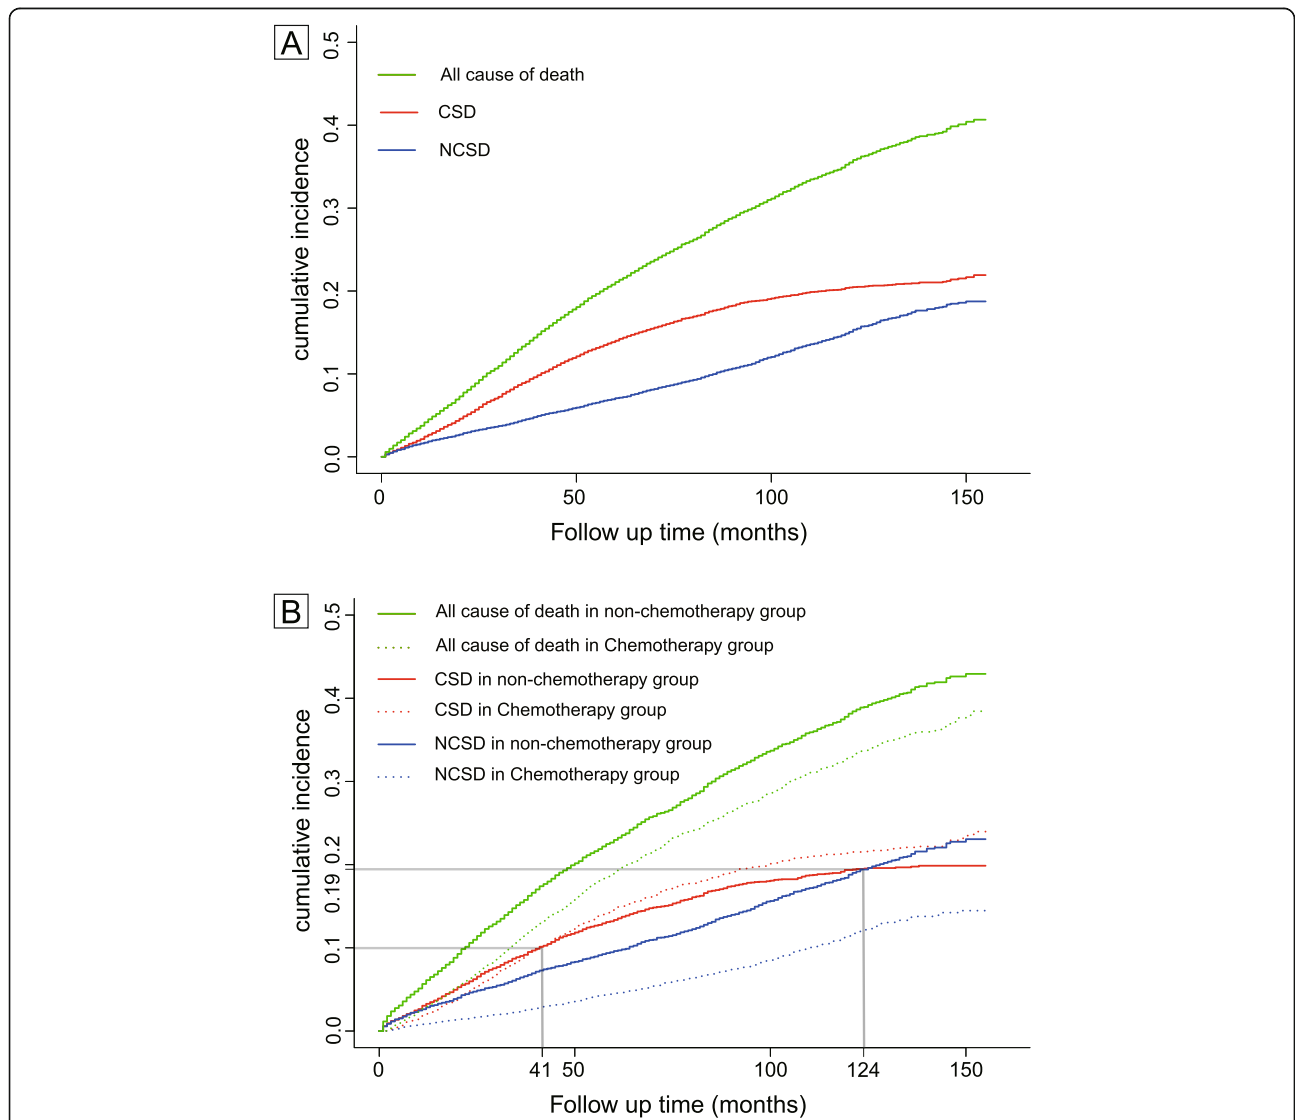 A
0.5
0.4
0.3
0.2
0.1
0.0
cumulative incidence
All cause of death
CSD
NCSD
0
50
100
150
Follow up time (months)
B
0.5
0.4
0.3
0.2
0.19
0.1
0.0
cumulative incidence
All cause of death in non-chemotherapy group
All cause of death in Chemotherapy group
CSD in non-chemotherapy group
CSD in Chemotherapy group
NCSD in non-chemotherapy group
NCSD in Chemotherapy group
0
41
50
100
124
150
Follow up time (months)